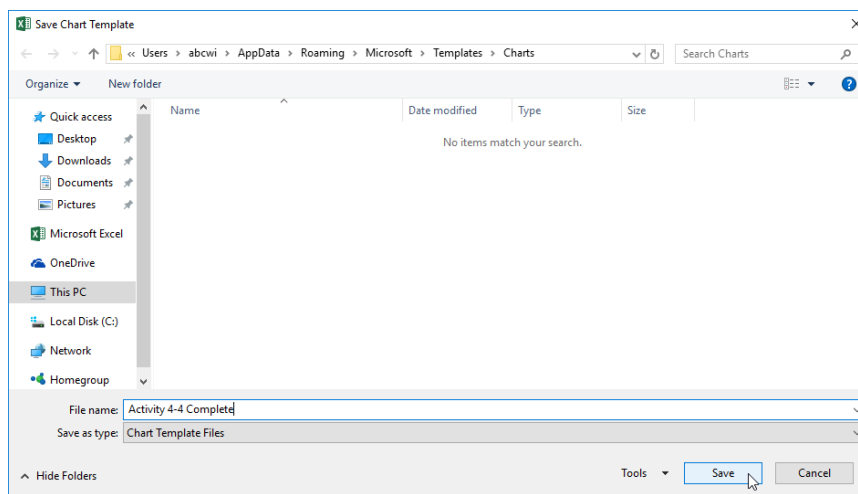 Save Chart Template
« Users › abcwi › AppData › Roaming › Microsoft › Templates › Charts
Search Charts
Organize
New folder
?
Name
Date modified
Type
Size
No items match your search.
Quick access
Desktop
Downloads
Documents
Pictures
Microsoft Excel
OneDrive
This PC
Local Disk (C:)
Network
Homegroup
File name: Activity 4-4 Complete
Save as type: Chart Template Files
Hide Folders
Tools
Save
Cancel